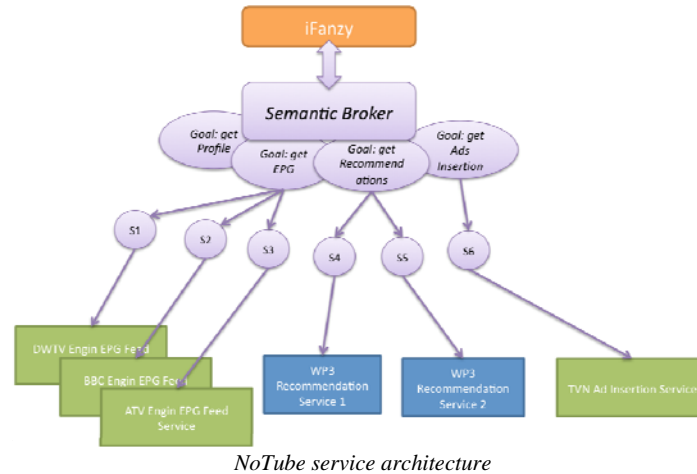 iFanzy
Semantic Broker
Goal: get
Profile
Goal: get
EPG
Goal: get
Recommend
ations
Goal: get
Ads
Insertion
S1
S2
S3
S4
S5
S6
DWTV Engin EPG Feed
BBC Engin EPG Feed
ATV Engin EPG Feed
Service
WP3
Recommendation
Service 1
WP3
Recommendation
Service 2
TVN Ad Insertion Service
NoTube service architecture